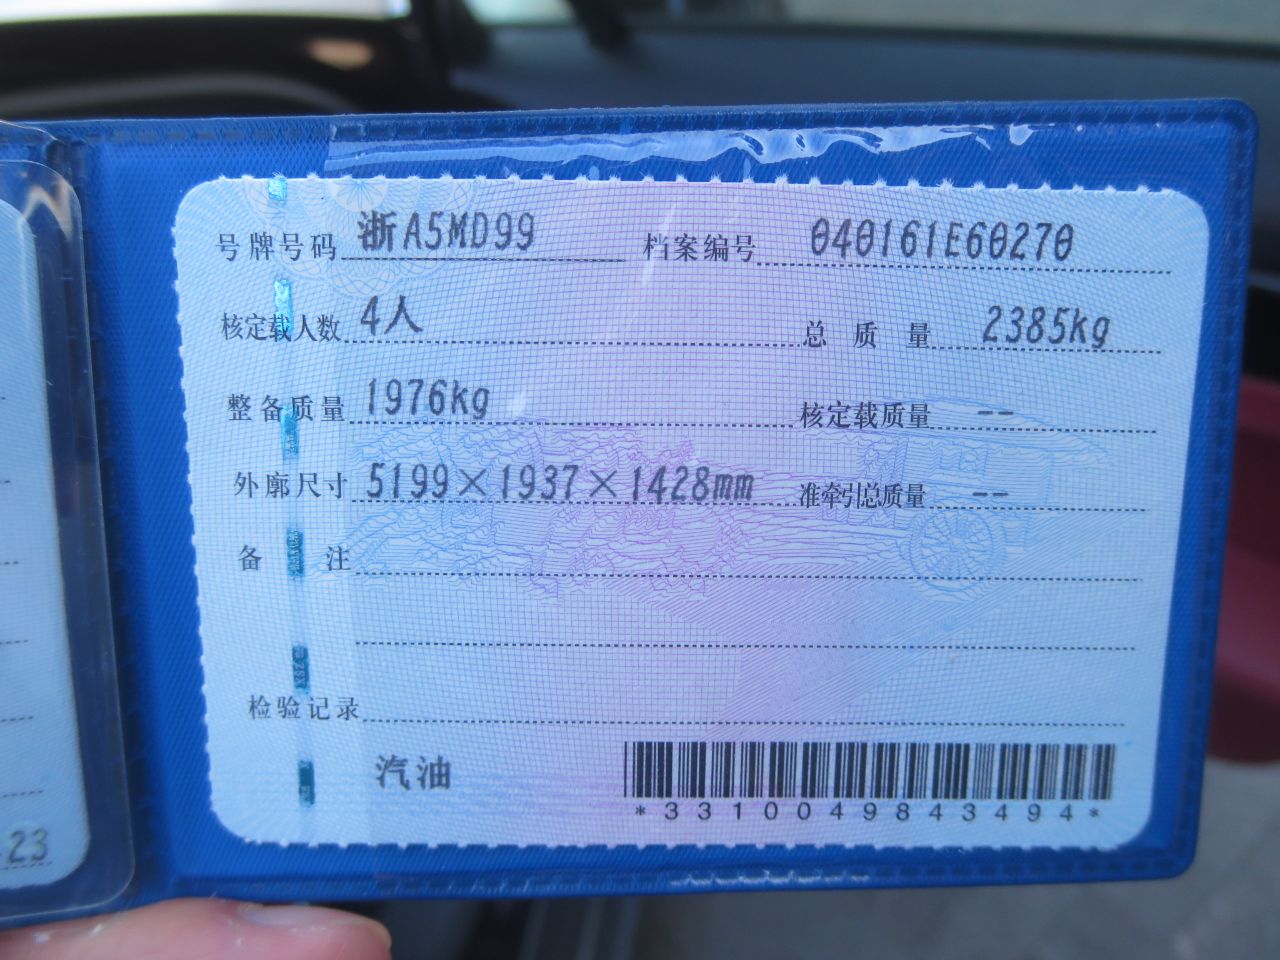 号牌号码 浙A5MD99 档案编号 040161E60270
核定载人数 4人 总质量 2385kg
整备质量 1976kg 核定载质量 --
外廓尺寸 5199×1937×1428mm 准牵引总质量 --
备注
检验记录
汽油
*3310049843494*
23